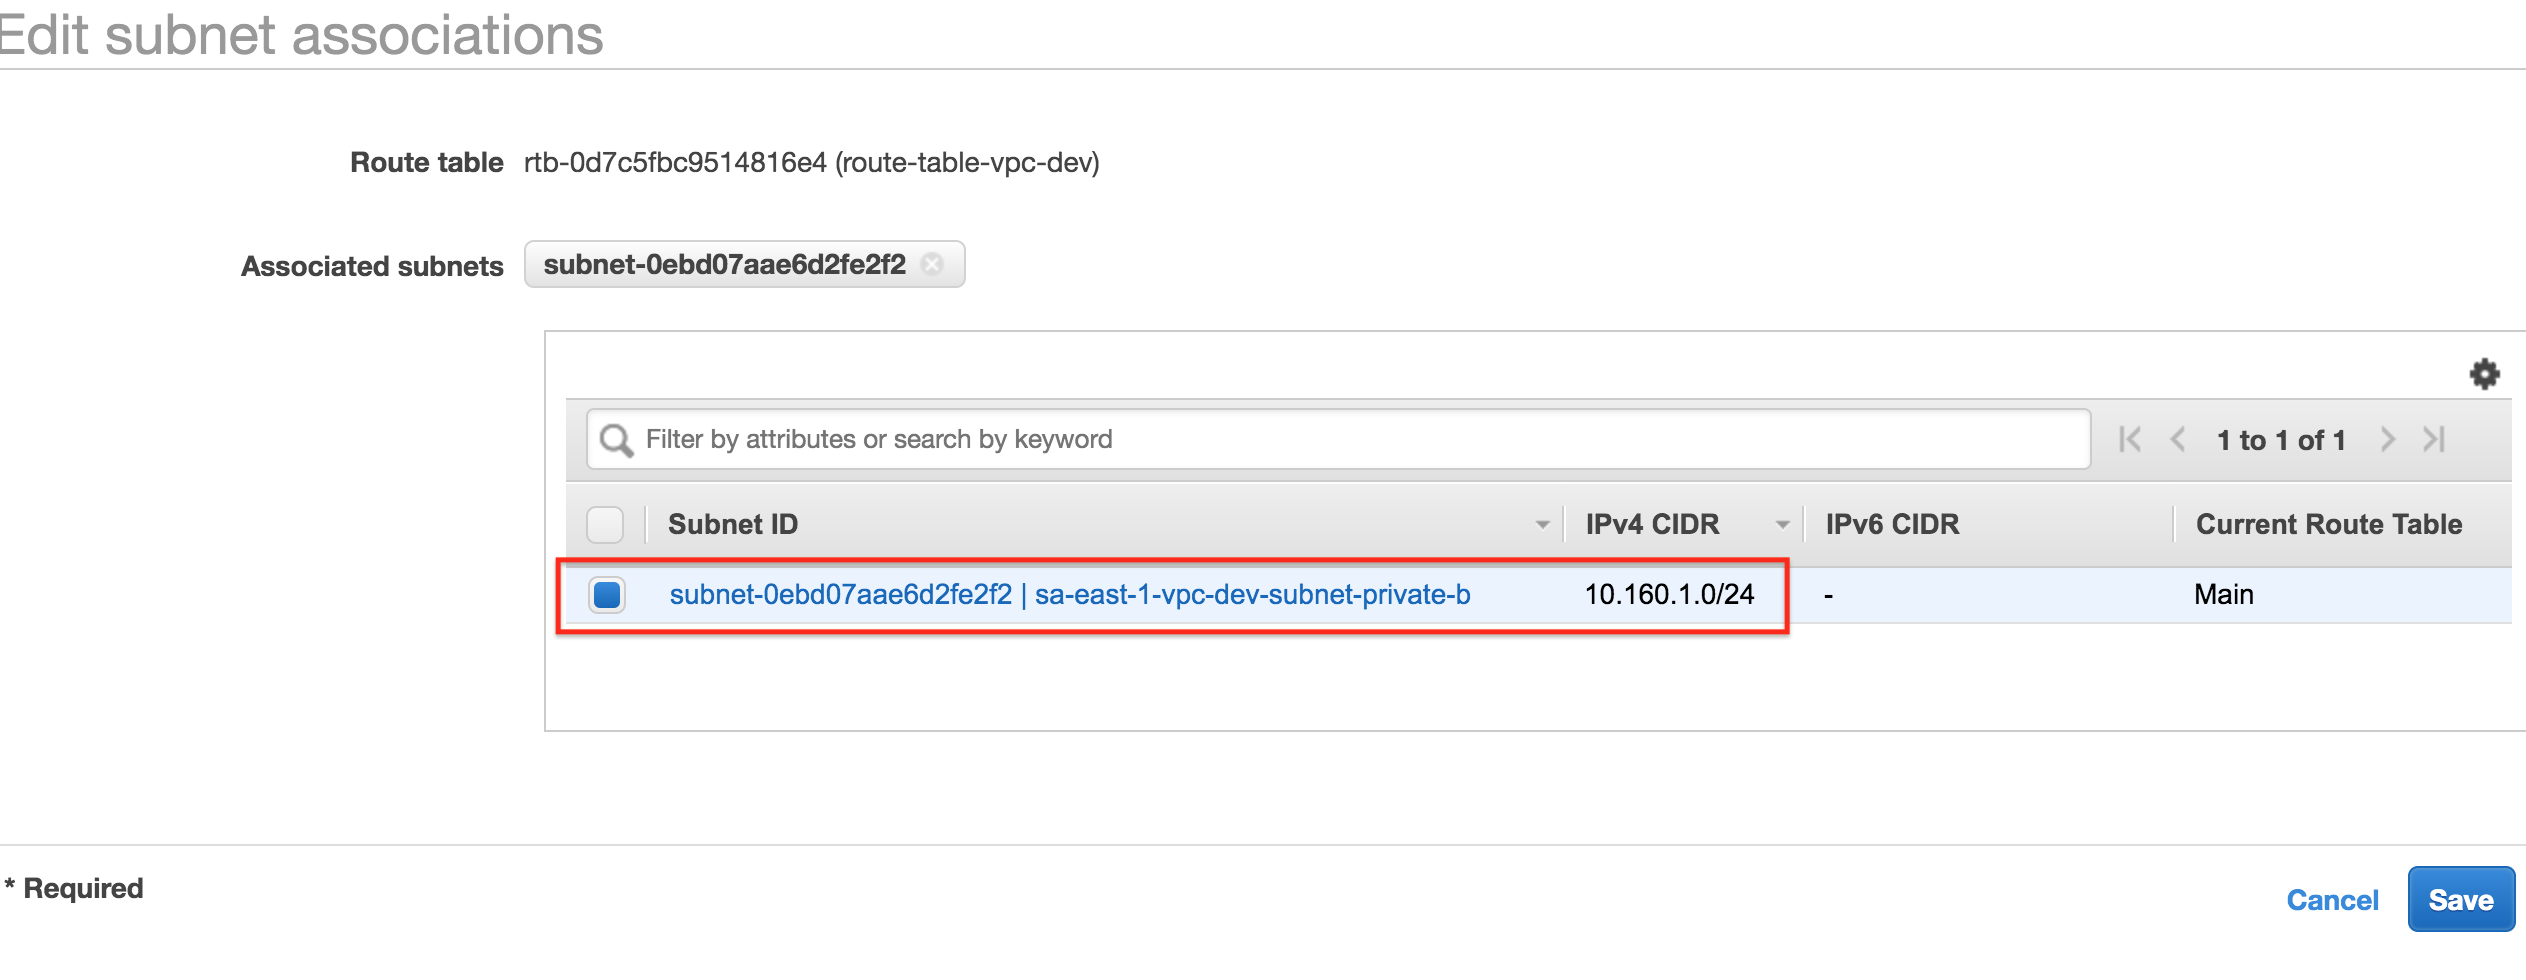 Edit subnet associations
Route table rtb-0d7c5fbc9514816e4 (route-table-vpc-dev)
Associated subnets subnet-0ebd07aae6d2fe2f2
Filter by attributes or search by keyword 1 to 1 of 1
Subnet ID IPv4 CIDR IPv6 CIDR Current Route Table
subnet-0ebd07aae6d2fe2f2 | sa-east-1-vpc-dev-subnet-private-b 10.160.1.0/24 - Main
* Required
Cancel Save